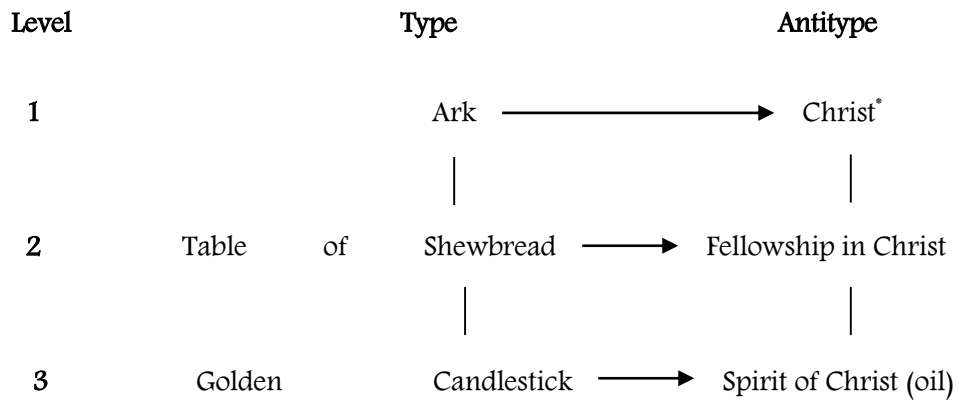 Level Type Antitype
1 Ark Christ*
2 Table of Shewbread Fellowship in Christ
3 Golden Candlestick Spirit of Christ (oil)